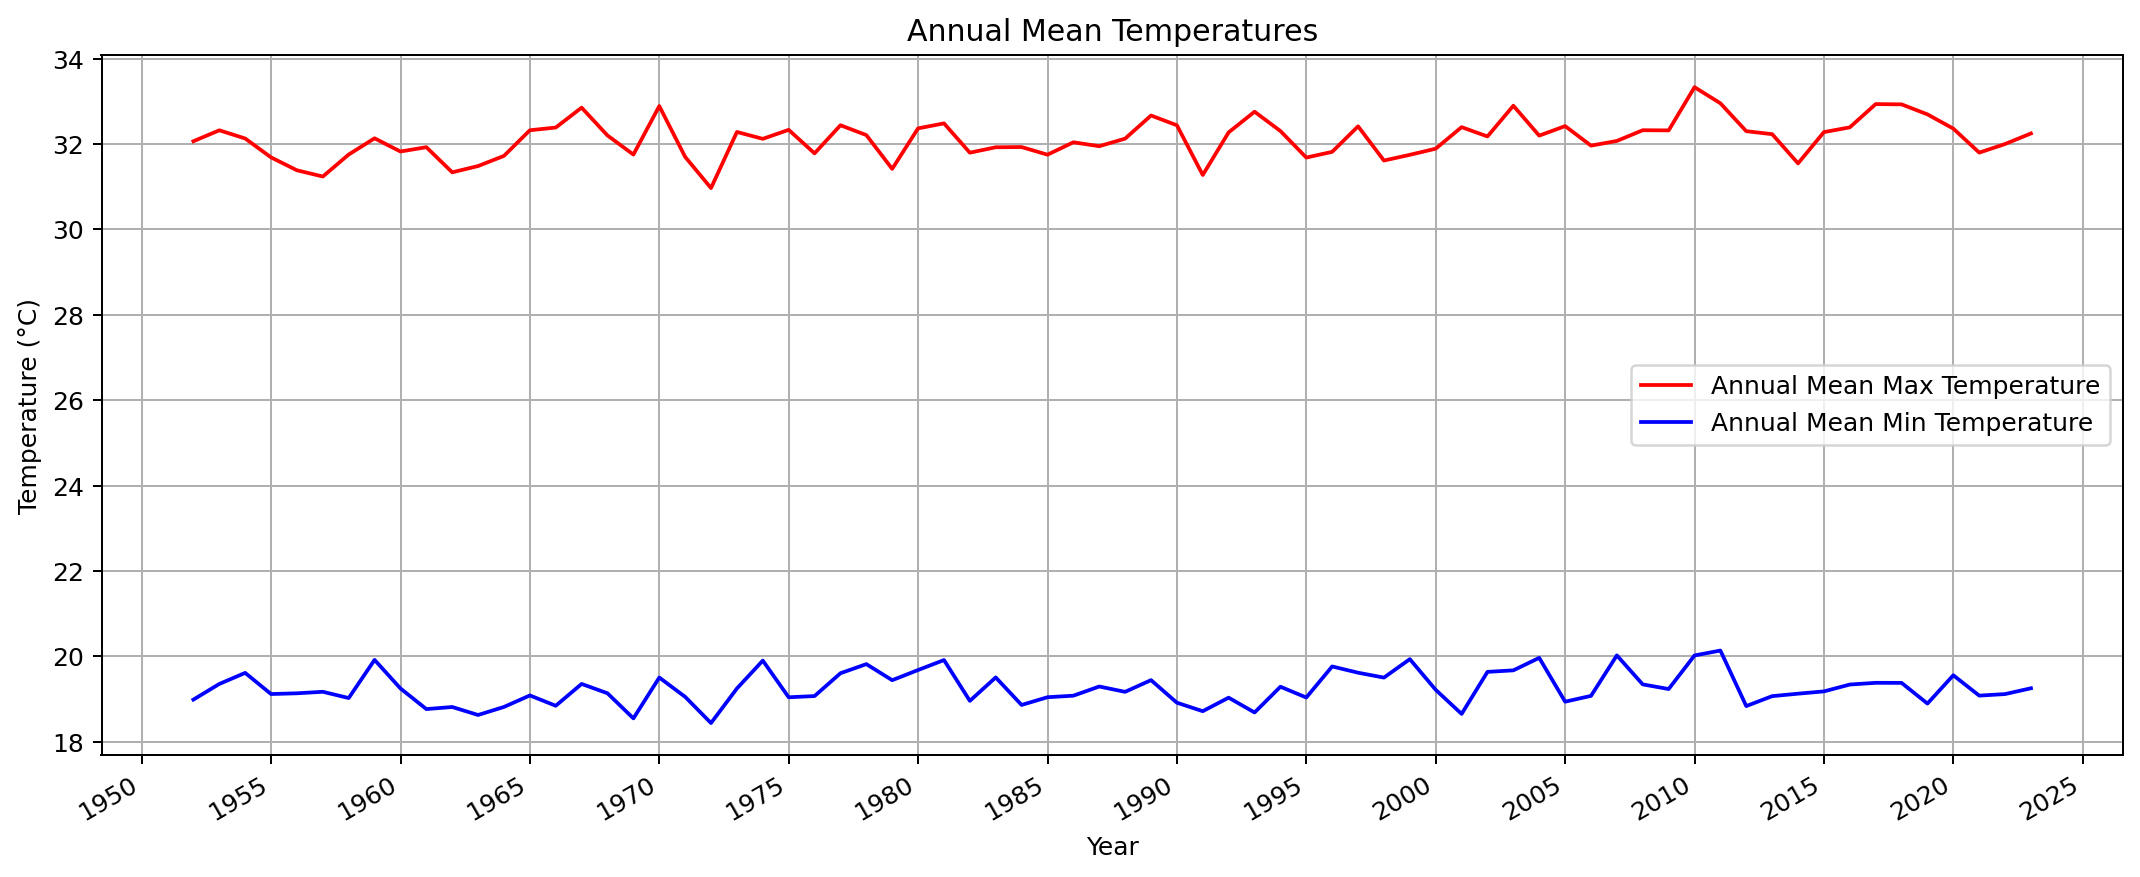 Annual Mean Temperatures
34
32
30
28
26
24
22
20
18
Temperature (°C)
Annual Mean Max Temperature
Annual Mean Min Temperature
1950 1955 1960 1965 1970 1975 1980 1985 1990 1995 2000 2005 2010 2015 2020 2025
Year